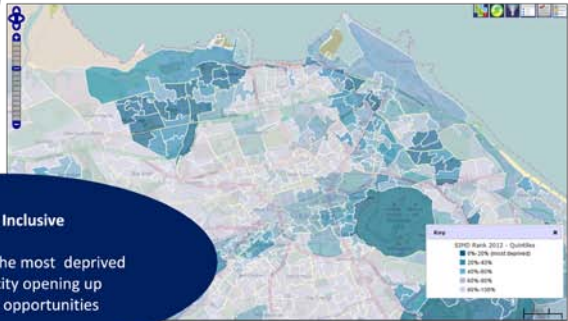 Inclusive
he most deprived
city opening up
opportunities
Key
SIMD Rank 2012 - Quintiles
0%-20% (most deprived)
20%-40%
40%-60%
60%-80%
80%-100%